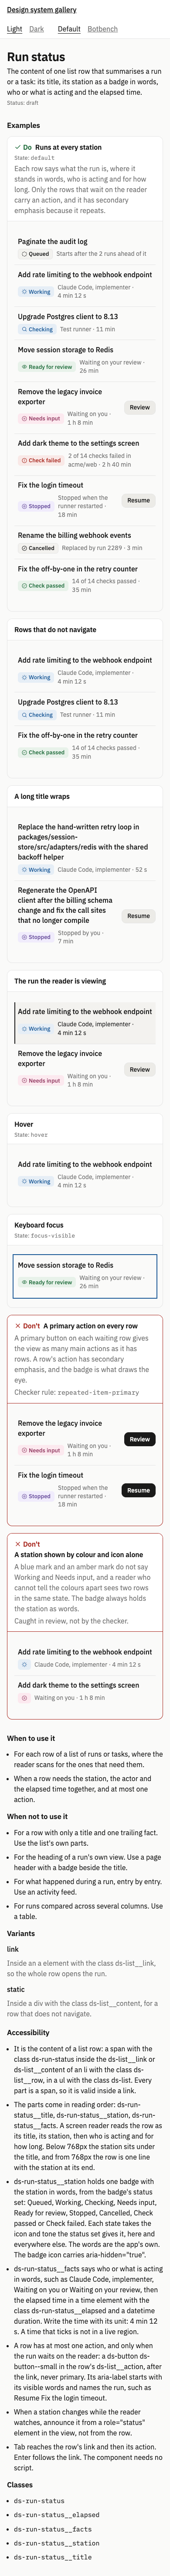 Design system gallery
Light Dark Default Botbench
Run status
The content of one list row that summarises a run
or a task: its title, its station as a badge in words,
who or what is acting and the elapsed time.
Status: draft
Examples
Do Runs at every station
State: default
Each row says what the run is, where it
stands in words, who is acting and for how
long. Only the rows that wait on the reader
carry an action, and it has secondary
emphasis because it repeats.
Paginate the audit log
Queued Starts after the 2 runs ahead of it
Add rate limiting to the webhook endpoint
Working Claude Code, implementer ·
4 min 12 s
Upgrade Postgres client to 8.13
Checking Test runner · 11 min
Move session storage to Redis
Ready for review Waiting on your review ·
26 min
Remove the legacy invoice
exporter
Needs input Waiting on you ·
1 h 8 min
Review
Add dark theme to the settings screen
Check failed 2 of 14 checks failed in
acme/web · 2 h 40 min
Fix the login timeout
Stopped Stopped when the
runner restarted ·
18 min
Resume
Rename the billing webhook events
Cancelled Replaced by run 2289 · 3 min
Fix the off-by-one in the retry counter
Check passed 14 of 14 checks passed ·
35 min
Rows that do not navigate
Add rate limiting to the webhook endpoint
Working Claude Code, implementer ·
4 min 12 s
Upgrade Postgres client to 8.13
Checking Test runner · 11 min
Fix the off-by-one in the retry counter
Check passed 14 of 14 checks passed ·
35 min
A long title wraps
Replace the hand-written retry loop in
packages/session-
store/src/adapters/redis with the shared
backoff helper
Working Claude Code, implementer · 52 s
Regenerate the OpenAPI
client after the billing schema
change and fix the call sites
that no longer compile
Stopped Stopped by you ·
7 min
Resume
The run the reader is viewing
Add rate limiting to the webhook endpoint
Working Claude Code, implementer ·
4 min 12 s
Remove the legacy invoice
exporter
Needs input Waiting on you ·
1 h 8 min
Review
Hover
State: hover
Add rate limiting to the webhook endpoint
Working Claude Code, implementer ·
4 min 12 s
Keyboard focus
State: focus-visible
Move session storage to Redis
Ready for review Waiting on your review ·
26 min
Don't A primary action on every row
A primary button on each waiting row gives
the view as many main actions as it has
rows. A row's action has secondary
emphasis, and the badge is what draws the
eye.
Checker rule: repeated-item-primary
Remove the legacy invoice
exporter
Needs input Waiting on you ·
1 h 8 min
Review
Fix the login timeout
Stopped Stopped when the
runner restarted ·
18 min
Resume
Don't
A station shown by colour and icon alone
A blue mark and an amber mark do not say
Working and Needs input, and a reader who
cannot tell the colours apart sees two rows
in the same state. The badge always holds
the station as words.
Caught in review, not by the checker.
Add rate limiting to the webhook endpoint
Claude Code, implementer · 4 min 12 s
Add dark theme to the settings screen
Waiting on you · 1 h 8 min
When to use it
• For each row of a list of runs or tasks, where the
reader scans for the ones that need them.
• When a row needs the station, the actor and
the elapsed time together, and at most one
action.
When not to use it
• For a row with only a title and one trailing fact.
Use the list's own parts.
• For the heading of a run's own view. Use a page
header with a badge beside the title.
• For what happened during a run, entry by entry.
Use an activity feed.
• For runs compared across several columns. Use
a table.
Variants
link
Inside an a element with the class ds-list__link,
so the whole row opens the run.
static
Inside a div with the class ds-list__content, for a
row that does not navigate.
Accessibility
• It is the content of a list row: a span with the
class ds-run-status inside the ds-list__link or
ds-list__content of an li with the class ds-
list__row, in a ul with the class ds-list. Every
part is a span, so it is valid inside a link.
• The parts come in reading order: ds-run-
status__title, ds-run-status__station, ds-run-
status__facts. A screen reader reads the row as
its title, its station, then who is acting and for
how long. Below 768px the station sits under
the title, and from 768px the row is one line
with the station at its end.
• ds-run-status__station holds one badge with
the station in words, from the badge's status
set: Queued, Working, Checking, Needs input,
Ready for review, Stopped, Cancelled, Check
passed or Check failed. Each state takes the
icon and tone the status set gives it, here and
everywhere else. The words are the app's own.
The badge icon carries aria-hidden="true".
• ds-run-status__facts says who or what is acting
in words, such as Claude Code, implementer,
Waiting on you or Waiting on your review, then
the elapsed time in a time element with the
class ds-run-status__elapsed and a datetime
duration. Write the time with its unit: 4 min 12
s. A time that ticks is not in a live region.
• A row has at most one action, and only when
the run waits on the reader: a ds-button ds-
button--small in the row's ds-list__action, after
the link, never primary. Its aria-label starts with
its visible words and names the run, such as
Resume Fix the login timeout.
• When a station changes while the reader
watches, announce it from a role="status"
element in the view, not from the row.
• Tab reaches the row's link and then its action.
Enter follows the link. The component needs no
script.
Classes
• ds-run-status
• ds-run-status__elapsed
• ds-run-status__facts
• ds-run-status__station
• ds-run-status__title